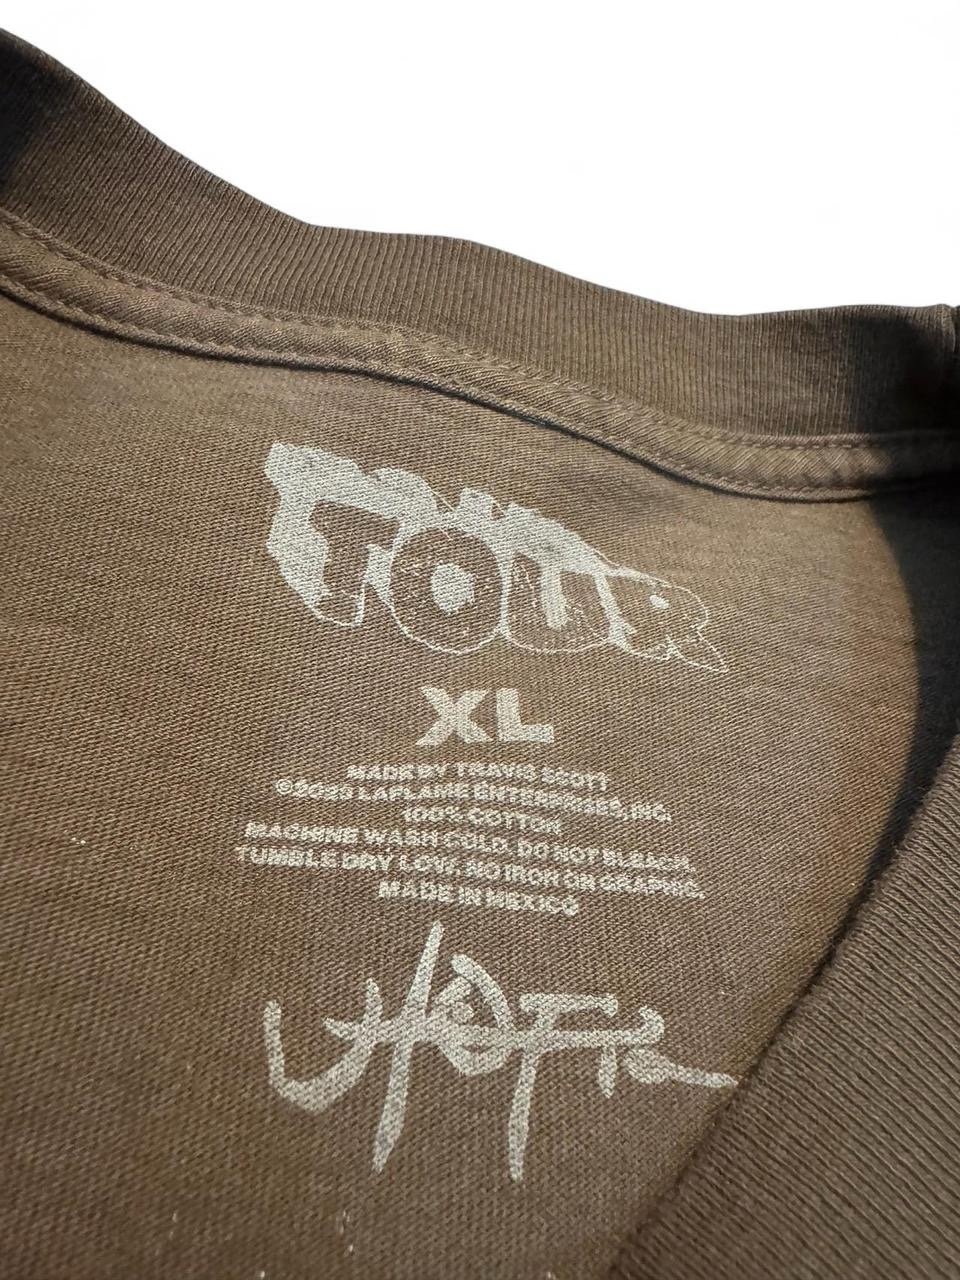 TOUR
XL
MADE BY TRAVIS SCOTT
©2023 LAFLAME ENTERPRISES, INC.
100% COTTON
MACHINE WASH COLD. DO NOT BLEACH.
TUMBLE DRY LOW. NO IRON ON GRAPHIC.
MADE IN MEXICO